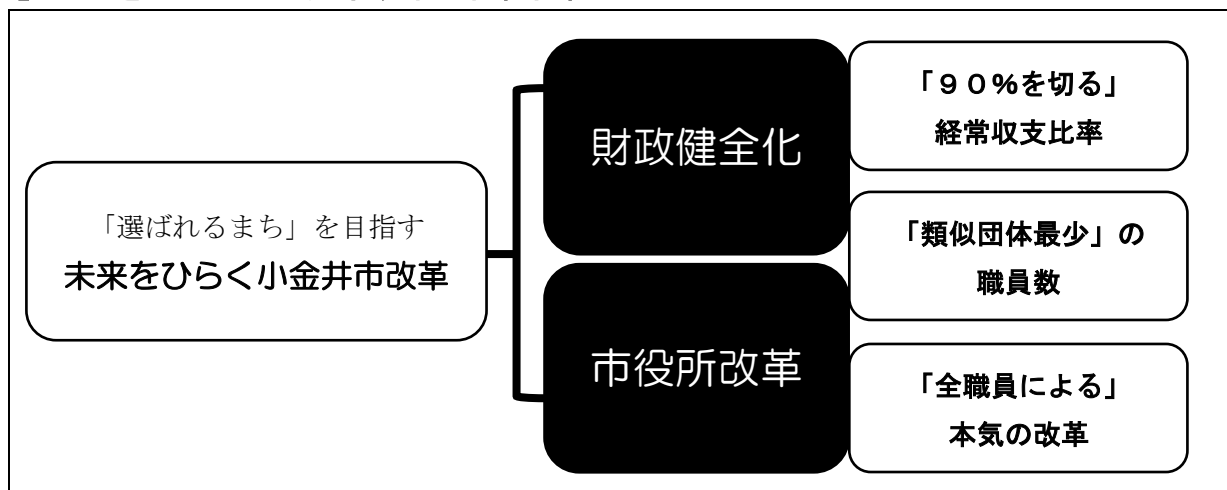 「選ばれるまち」を目指す
未来をひらく小金井市改革
財政健全化
市役所改革
「９０％を切る」
経常収支比率
「類似団体最少」の
職員数
「全職員による」
本気の改革